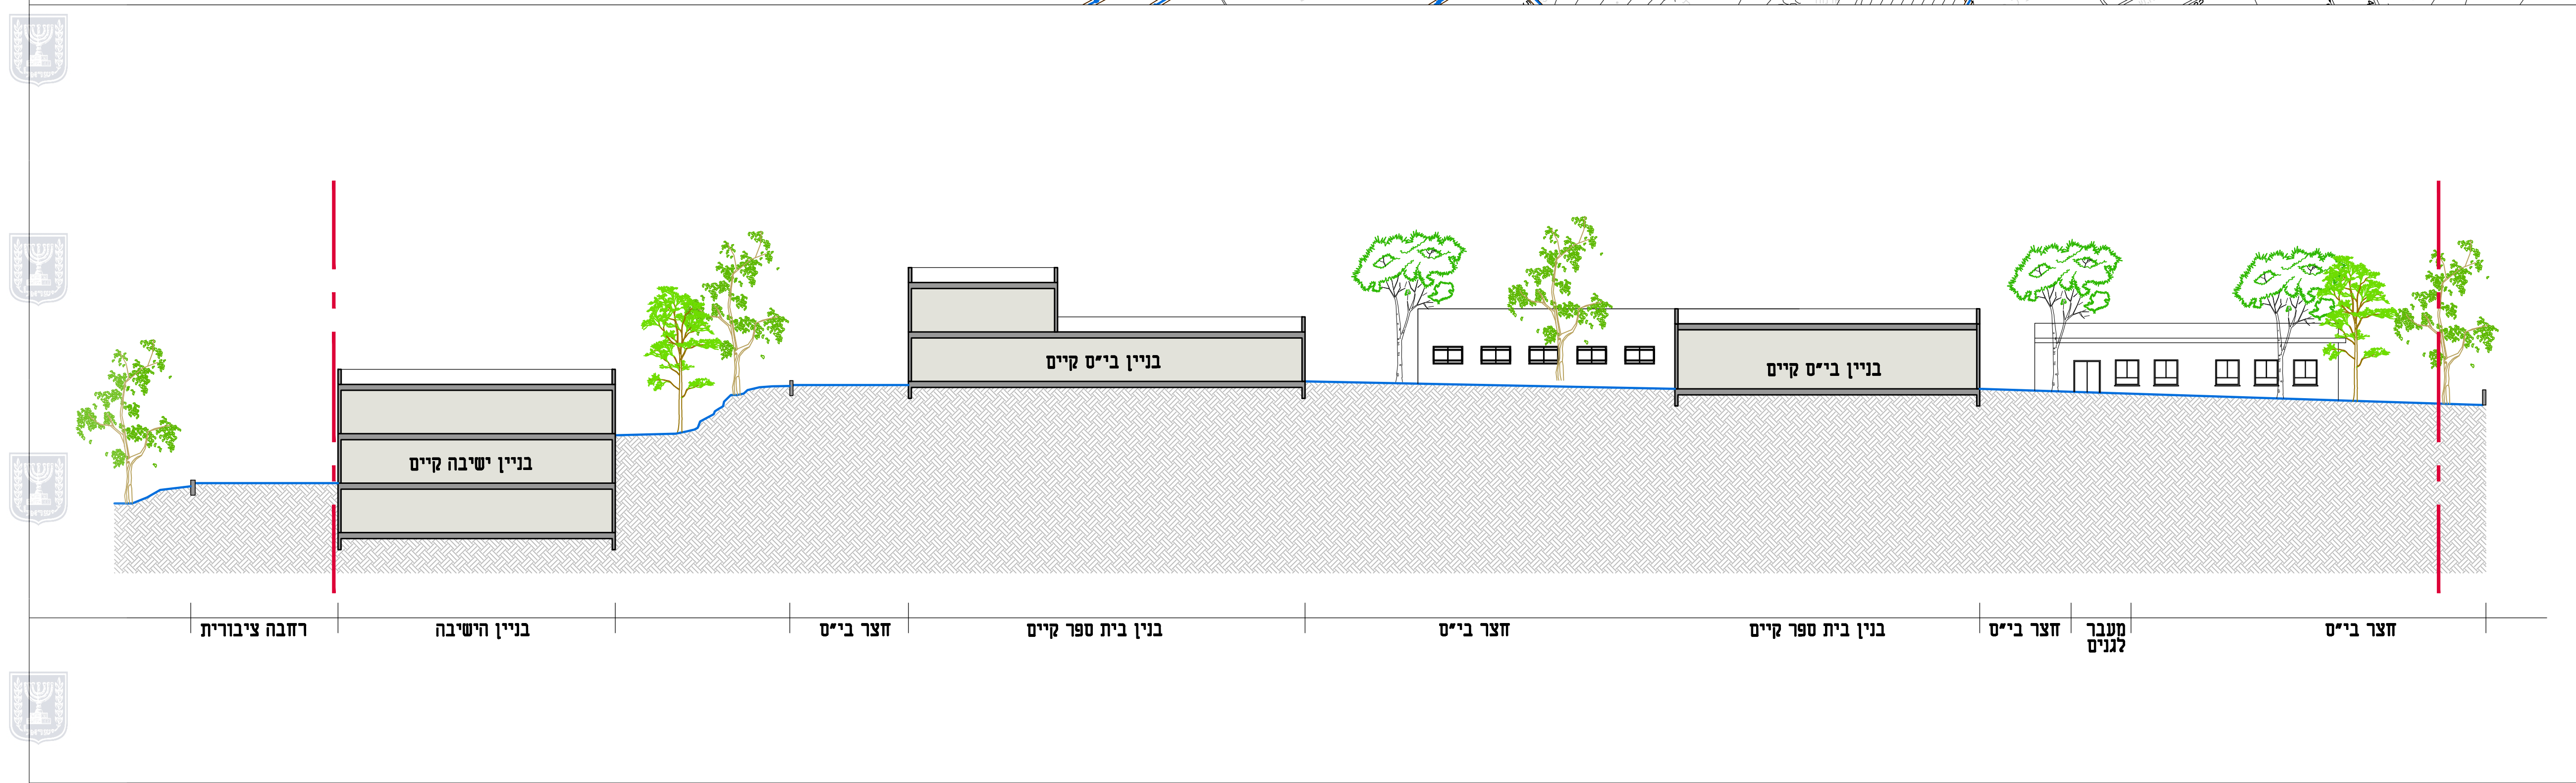 בניין בי"ס קיים
בניין בי"ס קיים
בניין ישיבה קיים
חצר בי"ס
מעבר
לגנים
חצר בי"ס
בנין בית ספר קיים
חצר בי"ס
בנין בית ספר קיים
חצר בי"ס
בניין הישיבה
רחבה ציבורית